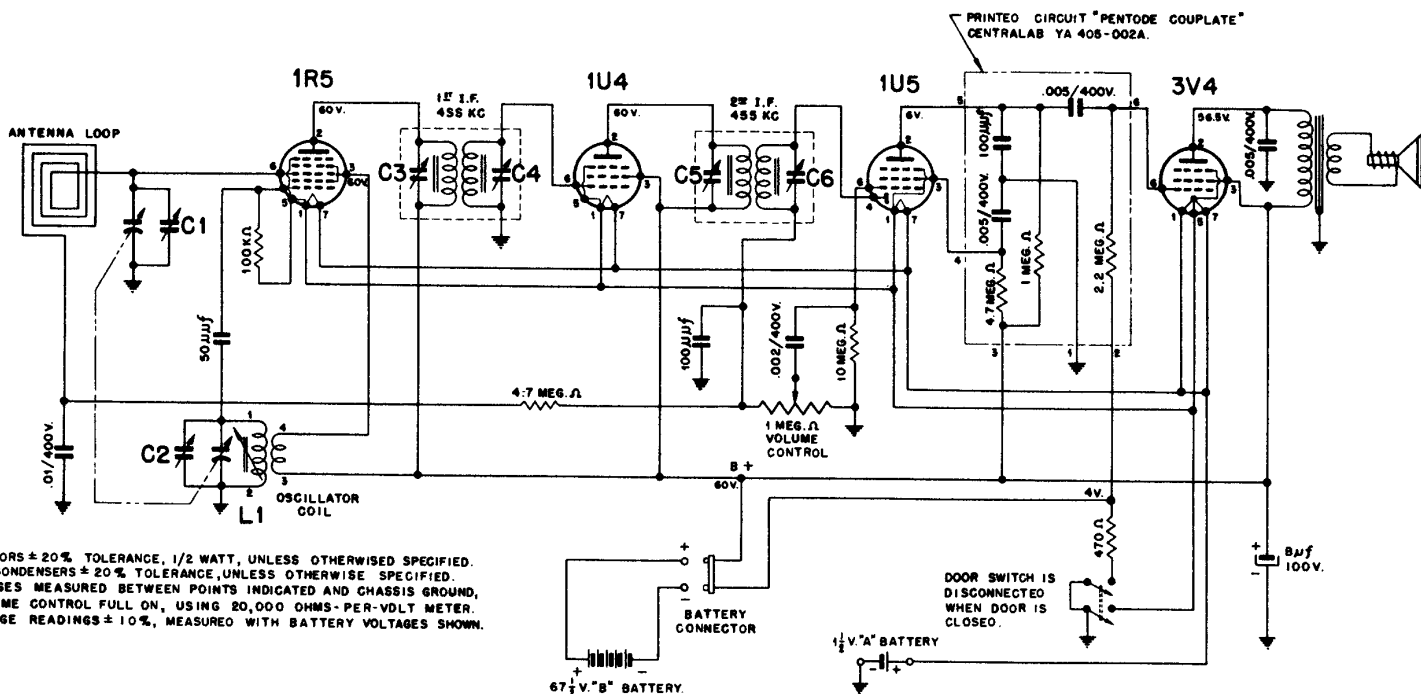 PRINTEO CIRCUIT "PENTODE COUPLATE"
CENTRALAB YA 405-002A.
1R5
1U4
1U5
3V4
1ST I.F.
455 KC
2ND I.F.
455 KC
ANTENNA LOOP
60V.
60V.
6V.
56.5V.
60V.
C1
C3
C4
C5
C6
100KΩ
50µµf
100µµf
.005/400V.
.005/400V.
.005/400V.
4.7 MEG.Ω
1 MEG.Ω
2.2 MEG.Ω
100µµf
.002/400V.
10 MEG.Ω
4.7 MEG.Ω
1 MEG.Ω
VOLUME
CONTROL
.01/400V.
C2
L1
OSCILLATOR
COIL
B+
60V.
4V.
470Ω
8µf
100V.
ORS ± 20% TOLERANCE, 1/2 WATT, UNLESS OTHERWISED SPECIFIED.
ONDENSERS ± 20% TOLERANCE, UNLESS OTHERWISE SPECIFIED.
GES MEASURED BETWEEN POINTS INDICATED AND CHASSIS GROUND,
ME CONTROL FULL ON, USING 20,000 OHMS-PER-VOLT METER.
GE READINGS ± 10%, MEASURED WITH BATTERY VOLTAGES SHOWN.
BATTERY
CONNECTOR
DOOR SWITCH IS
DISCONNECTED
WHEN DOOR IS
CLOSED.
1½ V. "A" BATTERY
67½ V. "B" BATTERY.